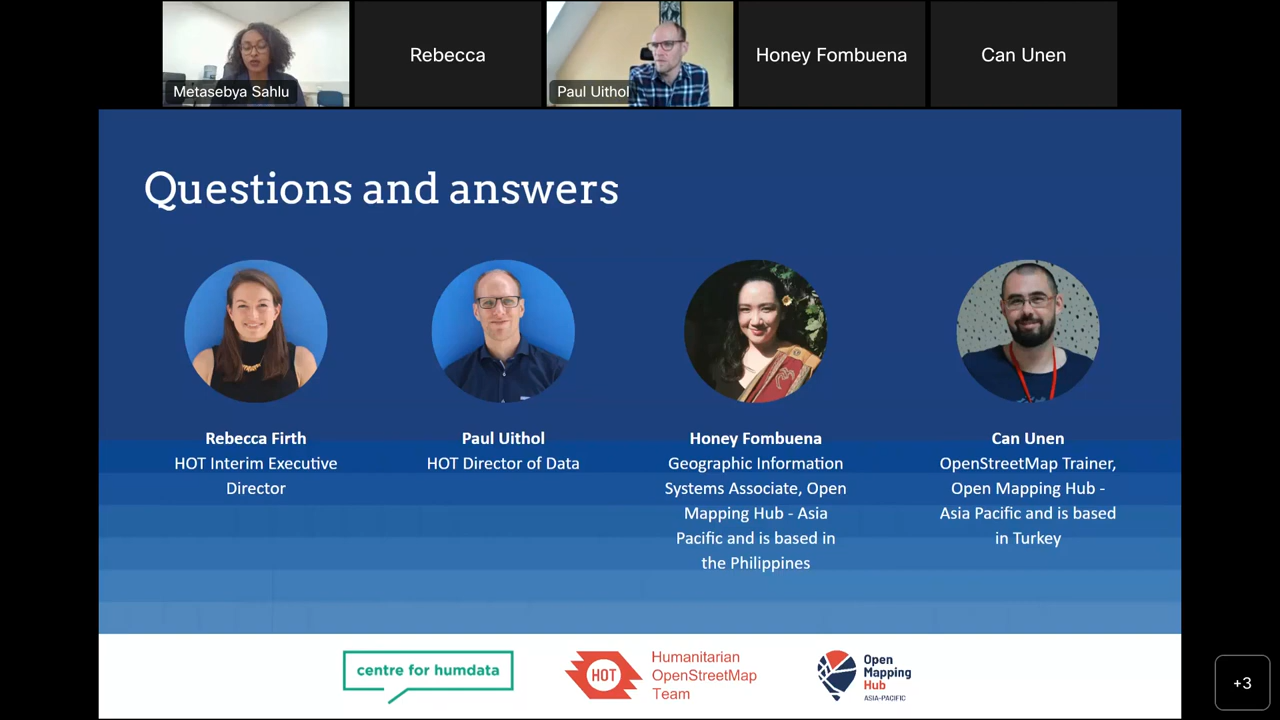 Metasebya Sahlu
Rebecca
Paul Uithol
Honey Fombuena
Can Unen
Questions and answers
Rebecca Firth
HOT Interim Executive
Director
Paul Uithol
HOT Director of Data
Honey Fombuena
Geographic Information
Systems Associate, Open
Mapping Hub - Asia
Pacific and is based in
the Philippines
Can Unen
OpenStreetMap Trainer,
Open Mapping Hub -
Asia Pacific and is based
in Turkey
centre for humdata
HOT
Humanitarian
OpenStreetMap
Team
Open
Mapping
Hub
ASIA-PACIFIC
+3